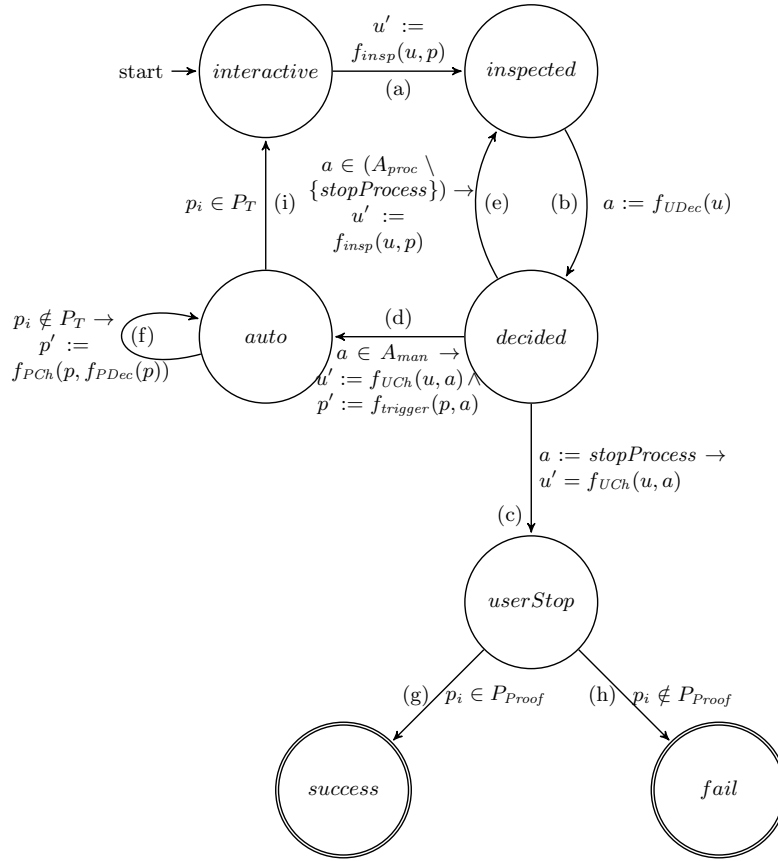 u′ :=
f_insp(u, p)
start
interactive
(a)
inspected
a ∈ (A_proc \
{stopProcess}) →
u′ :=
f_insp(u, p)
(e)
(b)
a := f_UDec(u)
p_i ∈ P_T
(i)
p_i ∉ P_T →
p′ :=
f_PCh(p, f_PDec(p))
(f)
auto
(d)
a ∈ A_man →
u′ := f_UCh(u, a) ∧
p′ := f_trigger(p, a)
decided
a := stopProcess →
u′ = f_UCh(u, a)
(c)
userStop
(g)
p_i ∈ P_Proof
(h)
p_i ∉ P_Proof
success
fail